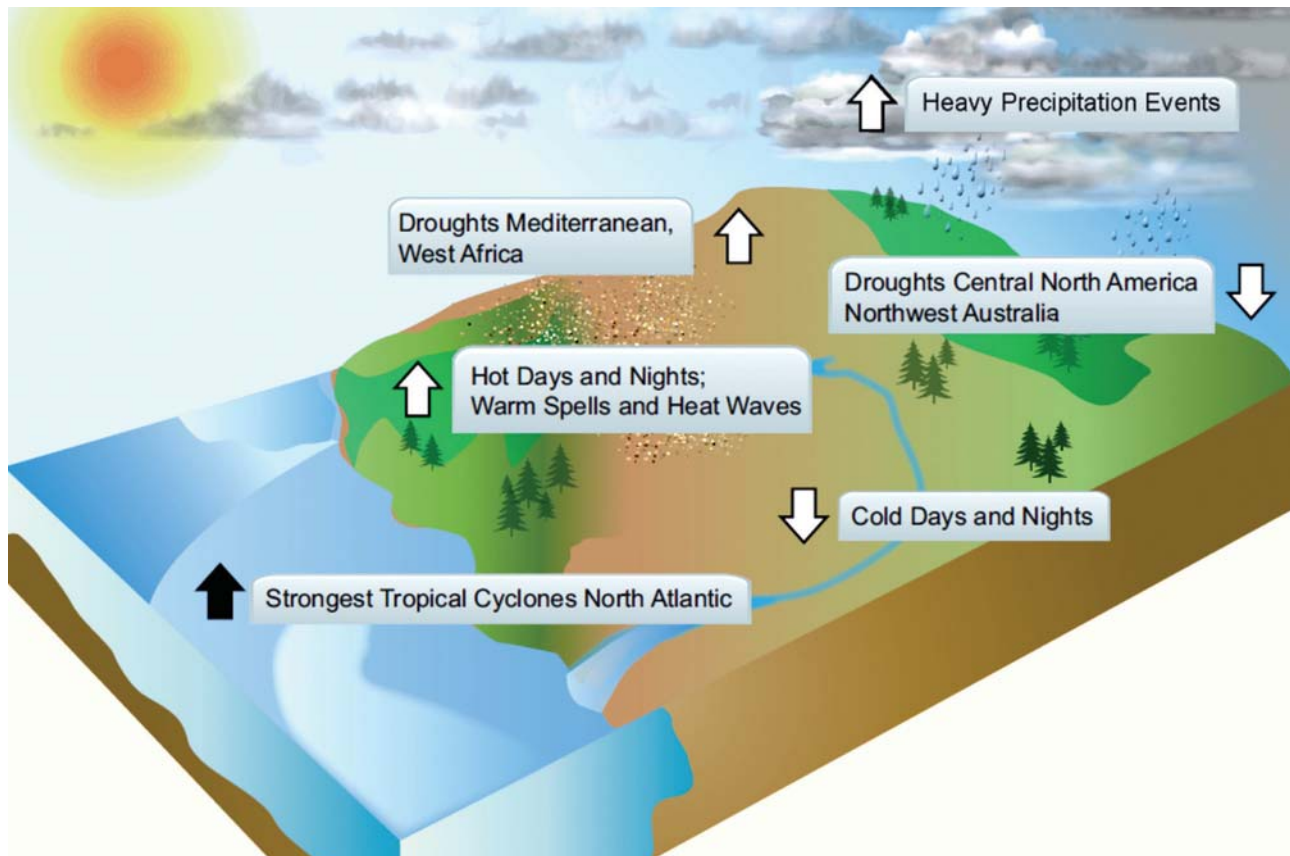 Heavy Precipitation Events
Droughts Mediterranean,
West Africa
Droughts Central North America
Northwest Australia
Hot Days and Nights;
Warm Spells and Heat Waves
Cold Days and Nights
Strongest Tropical Cyclones North Atlantic